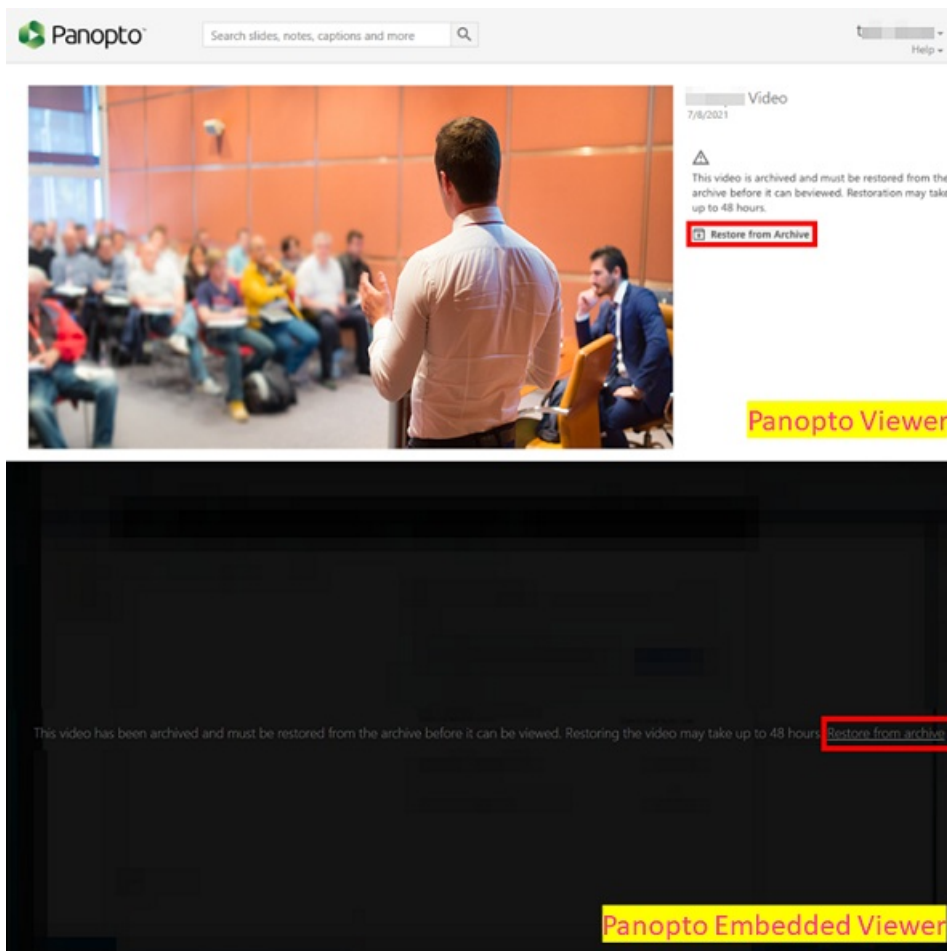 Panopto™
Search slides, notes, captions and more
Help
Video
7/8/2021
This video is archived and must be restored from the
archive before it can beviewed. Restoration may take
up to 48 hours.
Restore from Archive
Panopto Viewer
This video has been archived and must be restored from the archive before it can be viewed. Restoring the video may take up to 48 hours. Restore from archive
Panopto Embedded Viewer